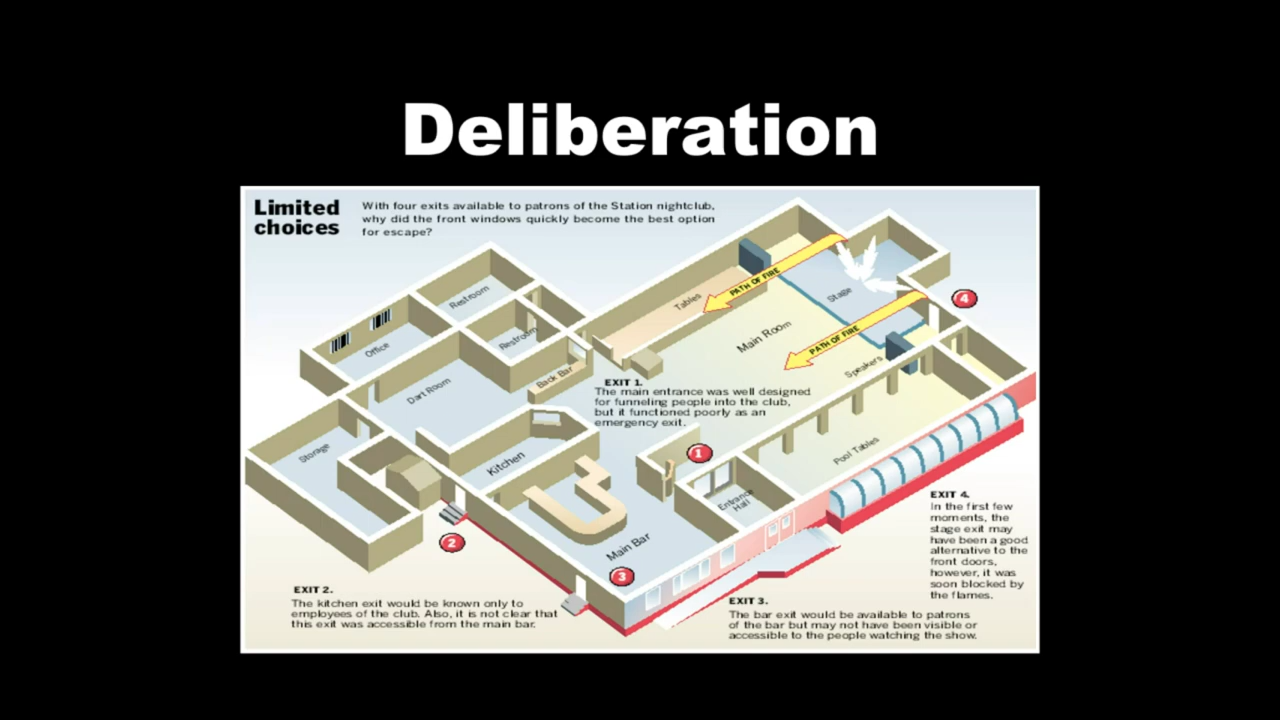 Deliberation
Limited
choices
With four exits available to patrons of the Station nightclub,
why did the front windows quickly become the best option
for escape?
Restroom
Restroom
Office
Dart Room
Back Bar
Storage
Kitchen
Main Bar
Entrance
Hall
Tables
Main Room
Stage
Speakers
Pool Tables
PATH OF FIRE
PATH OF FIRE
1
2
3
4
EXIT 1.
The main entrance was well designed
for funneling people into the club,
but it functioned poorly as an
emergency exit.
EXIT 2.
The kitchen exit would be known only to
employees of the club. Also, it is not clear that
this exit was accessible from the main bar.
EXIT 3.
The bar exit would be available to patrons
of the bar but may not have been visible or
accessible to the people watching the show.
EXIT 4.
In the first few
moments, the
stage exit may
have been a good
alternative to the
front doors,
however, it was
soon blocked by
the flames.